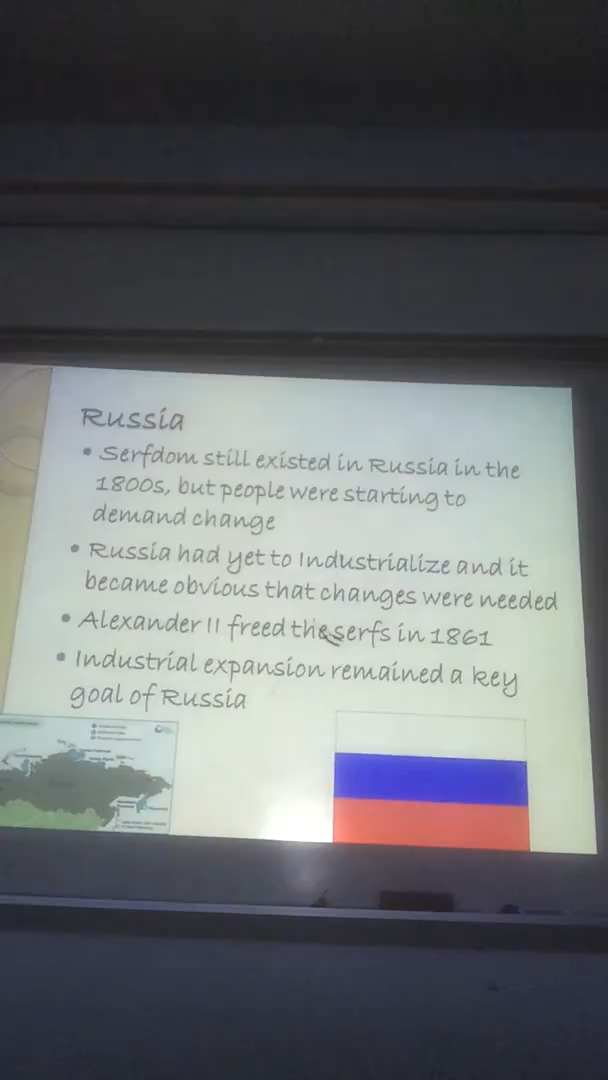 Russia
• Serfdom still existed in Russia in the
1800s, but people were starting to
demand change
• Russia had yet to Industrialize and it
became obvious that changes were needed
• Alexander II freed the serfs in 1861
• Industrial expansion remained a key
goal of Russia